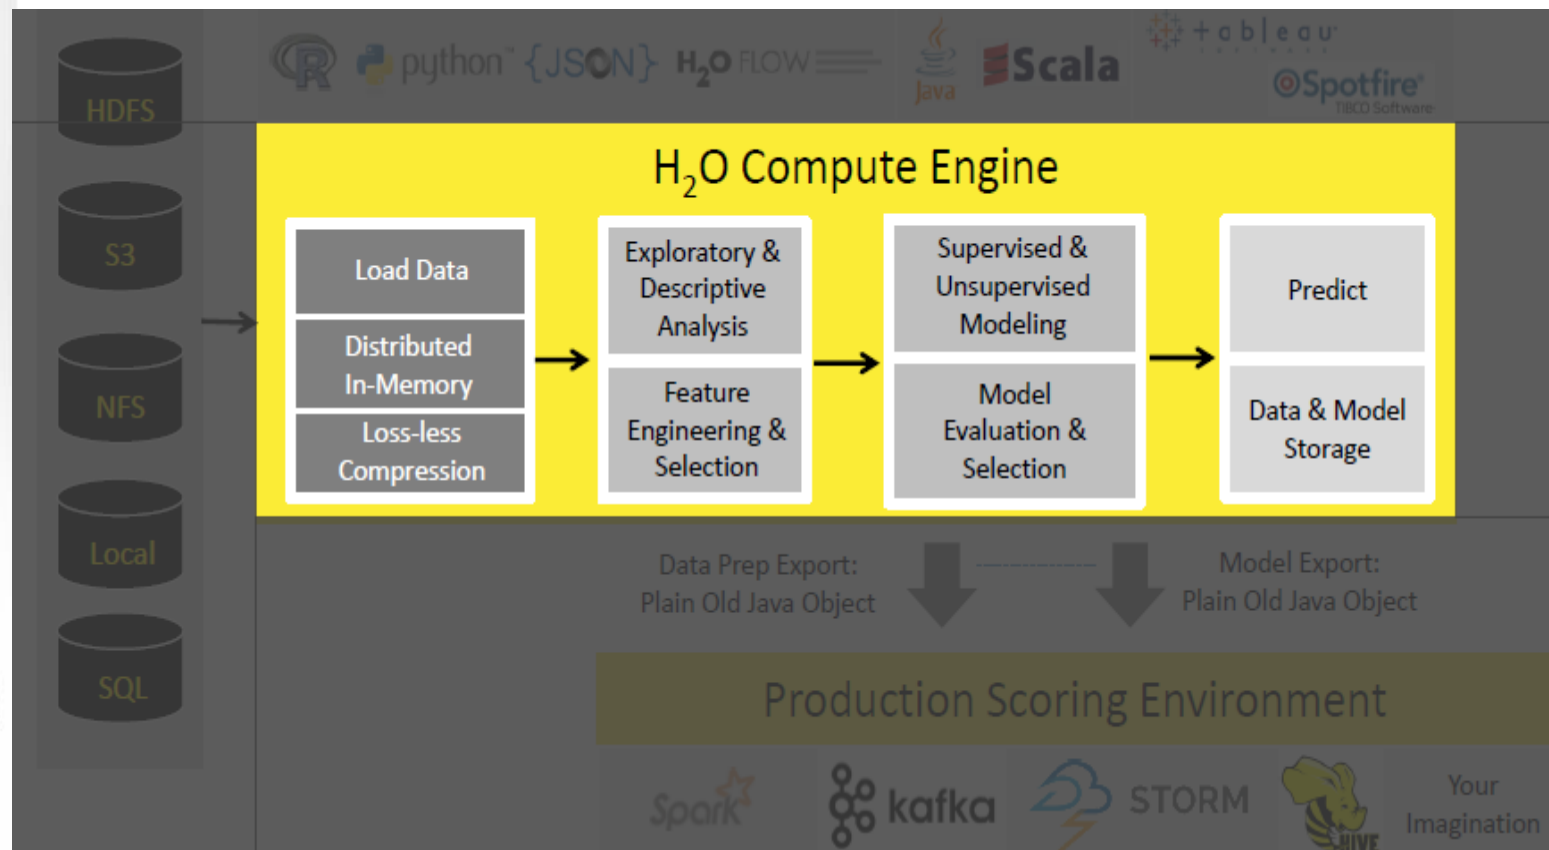 HDFS
S3
NFS
Local
SQL
R
python™
{JSON}
H₂O FLOW
Java
Scala
+ableau
SOFTWARE
Spotfire®
TIBCO Software
H₂O Compute Engine
Load Data
Distributed
In-Memory
Loss-less
Compression
Exploratory &
Descriptive
Analysis
Feature
Engineering &
Selection
Supervised &
Unsupervised
Modeling
Model
Evaluation &
Selection
Predict
Data & Model
Storage
Data Prep Export:
Plain Old Java Object
Model Export:
Plain Old Java Object
Production Scoring Environment
Spark
kafka
STORM
HIVE
Your
Imagination